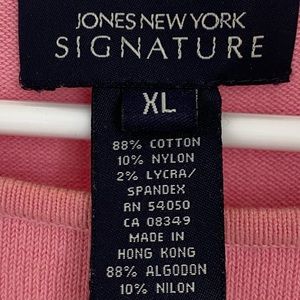 JONES NEW YORK
SIGNATURE
XL
88% COTTON
10% NYLON
2% LYCRA/
SPANDEX
RN 54050
CA 08349
MADE IN
HONG KONG
88% ALGODON
10% NILON